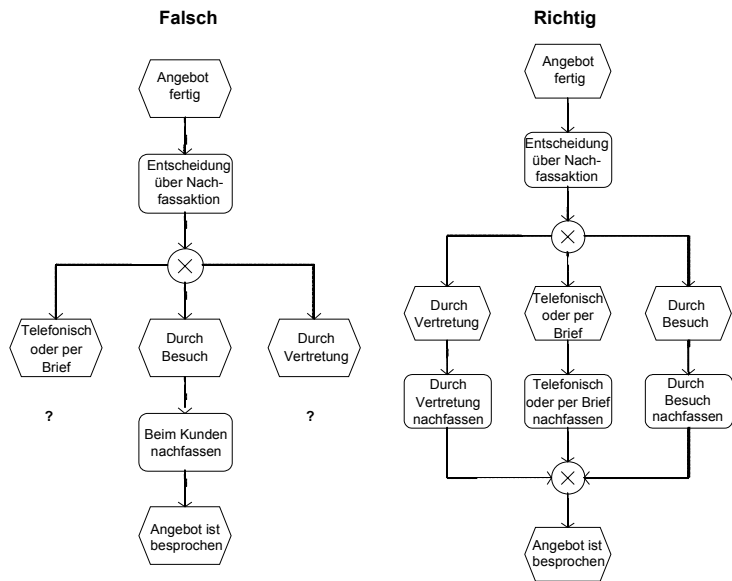 Falsch
Angebot
fertig
Entscheidung
über Nach-
fassaktion
Telefonisch
oder per
Brief
Durch
Besuch
Durch
Vertretung
?
?
Beim Kunden
nachfassen
Angebot ist
besprochen
Richtig
Angebot
fertig
Entscheidung
über Nach-
fassaktion
Durch
Vertretung
Telefonisch
oder per
Brief
Durch
Besuch
Durch
Vertretung
nachfassen
Telefonisch
oder per Brief
nachfassen
Durch
Besuch
nachfassen
Angebot ist
besprochen